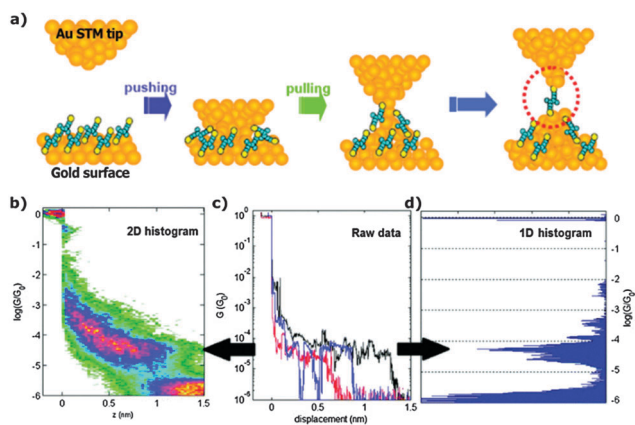 a)
Au STM tip
pushing
pulling
Gold surface
b)
c)
d)
2D histogram
Raw data
1D histogram
log(G/G₀)
0
-1
-2
-3
-4
-5
-6
0
0.5
1.0
1.5
z (nm)
G (G₀)
10⁰
10⁻¹
10⁻²
10⁻³
10⁻⁴
10⁻⁵
10⁻⁶
0
0.5
1.0
1.5
displacement (nm)
0
-1
-2
-3
-4
-5
-6
log(G/G₀)